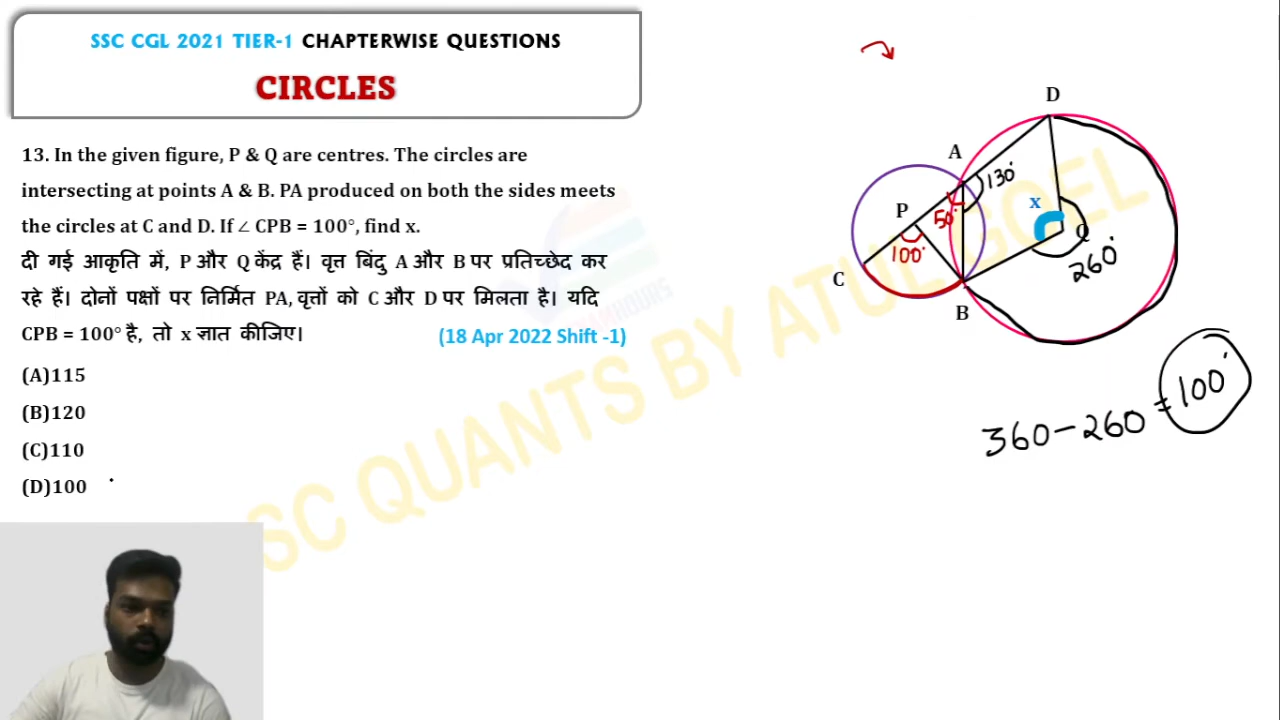 SSC CGL 2021 TIER-1 CHAPTERWISE QUESTIONS
CIRCLES
13. In the given figure, P & Q are centres. The circles are
intersecting at points A & B. PA produced on both the sides meets
the circles at C and D. If ∠ CPB = 100°, find x.
दी गई आकृति में, P और Q केंद्र हैं। वृत्त बिंदु A और B पर प्रतिच्छेद कर
रहे हैं। दोनों पक्षों पर निर्मित PA, वृत्तों को C और D पर मिलता है। यदि
CPB = 100° है, तो x ज्ञात कीजिए।
(18 Apr 2022 Shift -1)
(A)115
(B)120
(C)110
(D)100
D
A
130°
P
50°
x
Q
100°
260°
C
B
360-260 = 100°
SC QUANTS BY ATUL GOEL